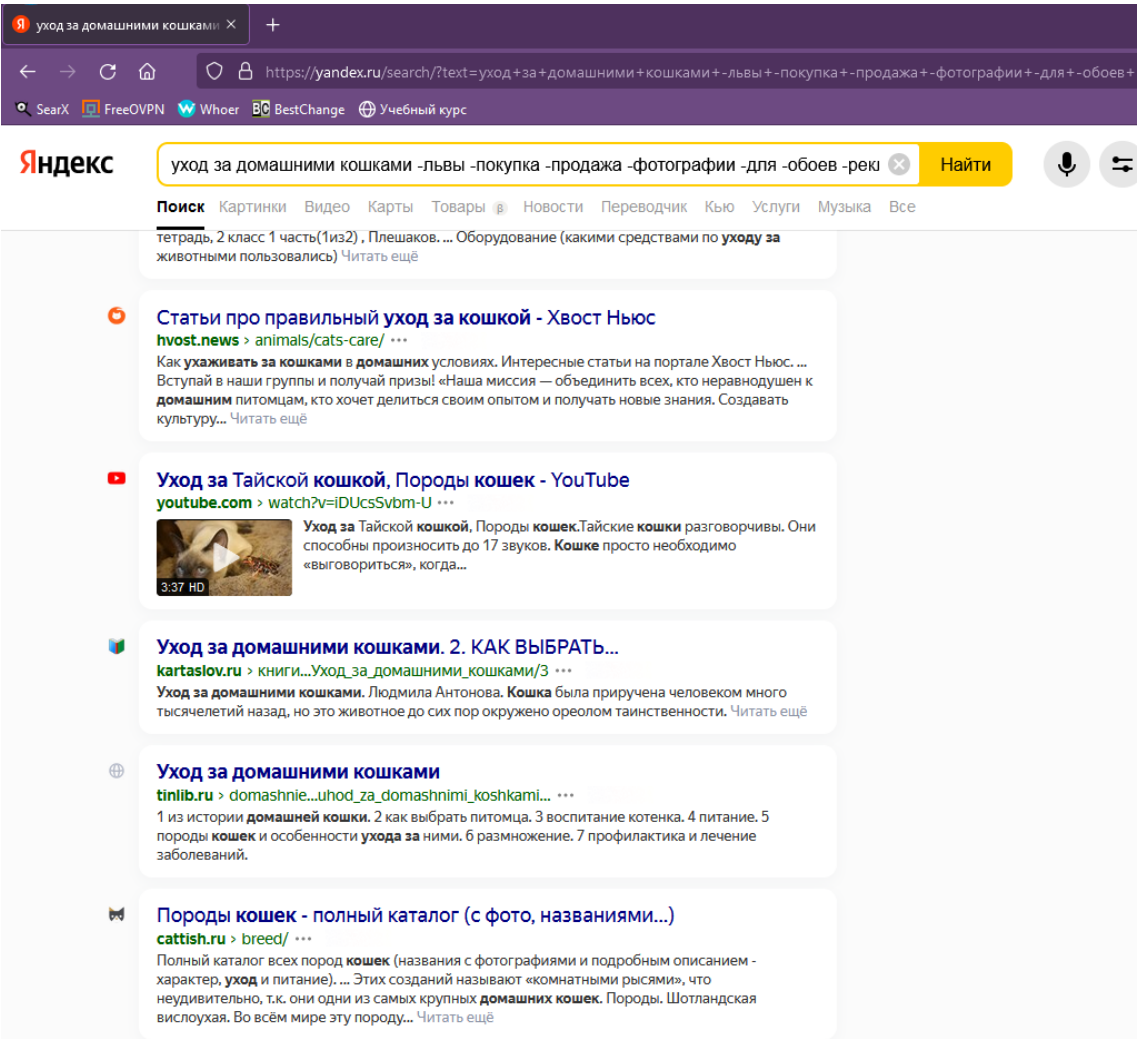 Я уход за домашними кошками × +
https://yandex.ru/search/?text=уход+за+домашними+кошками+-львы+-покупка+-продажа+-фотографии+-для+-обоев+
SearX FreeOVPN Whoer BC BestChange Учебный курс
Яндекс уход за домашними кошками -львы -покупка -продажа -фотографии -для -обоев -рек Найти
Поиск Картинки Видео Карты Товары β Новости Переводчик Кью Услуги Музыка Все
тетрадь, 2 класс 1 часть(1из2) , Плешаков. ... Оборудование (какими средствами по уходу за
животными пользовались) Читать ещё
Статьи про правильный уход за кошкой - Хвост Ньюс
hvost.news › animals/cats-care/ •••
Как ухаживать за кошками в домашних условиях. Интересные статьи на портале Хвост Ньюс. ...
Вступай в наши группы и получай призы! «Наша миссия — объединить всех, кто неравнодушен к
домашним питомцам, кто хочет делиться своим опытом и получать новые знания. Создавать
культуру... Читать ещё
Уход за Тайской кошкой, Породы кошек - YouTube
youtube.com › watch?v=iDUcsSvbm-U •••
Уход за Тайской кошкой, Породы кошек.Тайские кошки разговорчивы. Они
способны произносить до 17 звуков. Кошке просто необходимо
«выговориться», когда...
3:37 HD
Уход за домашними кошками. 2. КАК ВЫБРАТЬ...
kartaslov.ru › книги...Уход_за_домашними_кошками/3 •••
Уход за домашними кошками. Людмила Антонова. Кошка была приручена человеком много
тысячелетий назад, но это животное до сих пор окружено ореолом таинственности. Читать ещё
Уход за домашними кошками
tinlib.ru › domashnie...uhod_za_domashnimi_koshkami... •••
1 из истории домашней кошки. 2 как выбрать питомца. 3 воспитание котенка. 4 питание. 5
породы кошек и особенности ухода за ними. 6 размножение. 7 профилактика и лечение
заболеваний.
Породы кошек - полный каталог (с фото, названиями...)
cattish.ru › breed/ •••
Полный каталог всех пород кошек (названия с фотографиями и подробным описанием -
характер, уход и питание). ... Этих созданий называют «комнатными рысями», что
неудивительно, т.к. они одни из самых крупных домашних кошек. Породы. Шотландская
вислоухая. Во всём мире эту породу... Читать ещё